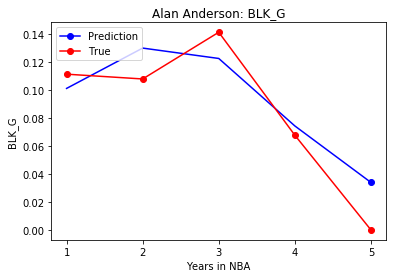 Alan Anderson: BLK_G
Prediction
True
0.14
0.12
0.10
0.08
0.06
0.04
0.02
0.00
BLK_G
1 2 3 4 5
Years in NBA